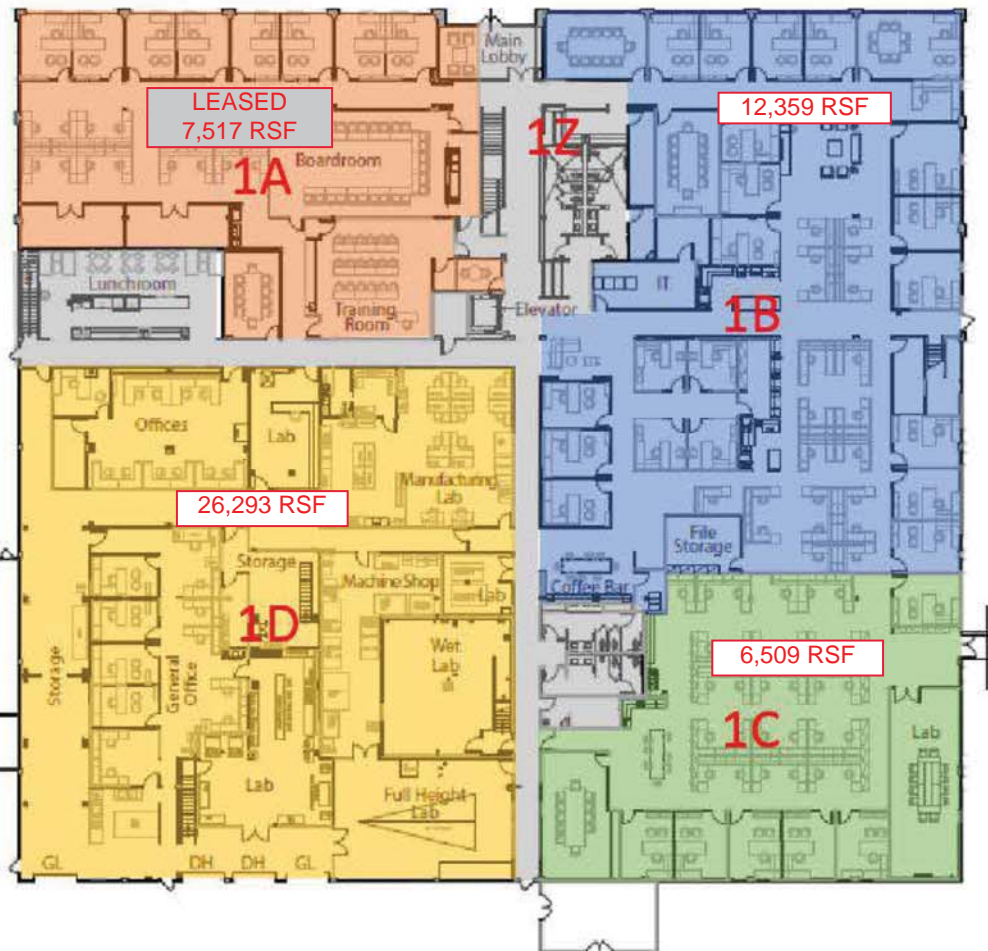 Main
Lobby
LEASED
7,517 RSF
1A
Boardroom
1Z
12,359 RSF
Lunchroom
Training
Room
Elevator
IT
1B
Offices
Lab
Manufacturing
Lab
26,293 RSF
File
Storage
Storage
Machine Shop
Lab
Coffee Bar
1D
Wet
Lab
Storage
General
Office
6,509 RSF
1C
Lab
Lab
Full Height
Lab
GL
DH
DH
GL